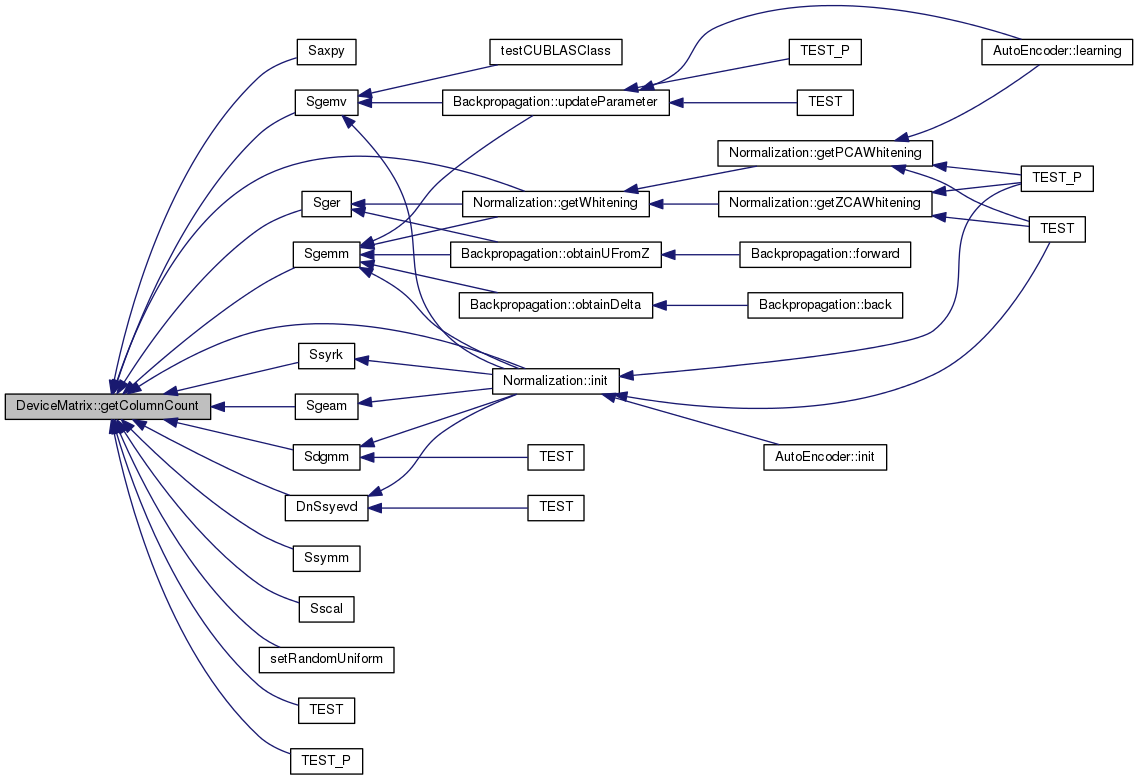 Saxpy
testCUBLASClass
TEST_P
AutoEncoder::learning
Sgemv
Backpropagation::updateParameter
TEST
Normalization::getPCAWhitening
TEST_P
Sger
Normalization::getWhitening
Normalization::getZCAWhitening
TEST
Sgemm
Backpropagation::obtainUFromZ
Backpropagation::forward
Backpropagation::obtainDelta
Backpropagation::back
Ssyrk
Normalization::init
DeviceMatrix::getColumnCount
Sgeam
Sdgmm
TEST
AutoEncoder::init
DnSsyevd
TEST
Ssymm
Sscal
setRandomUniform
TEST
TEST_P